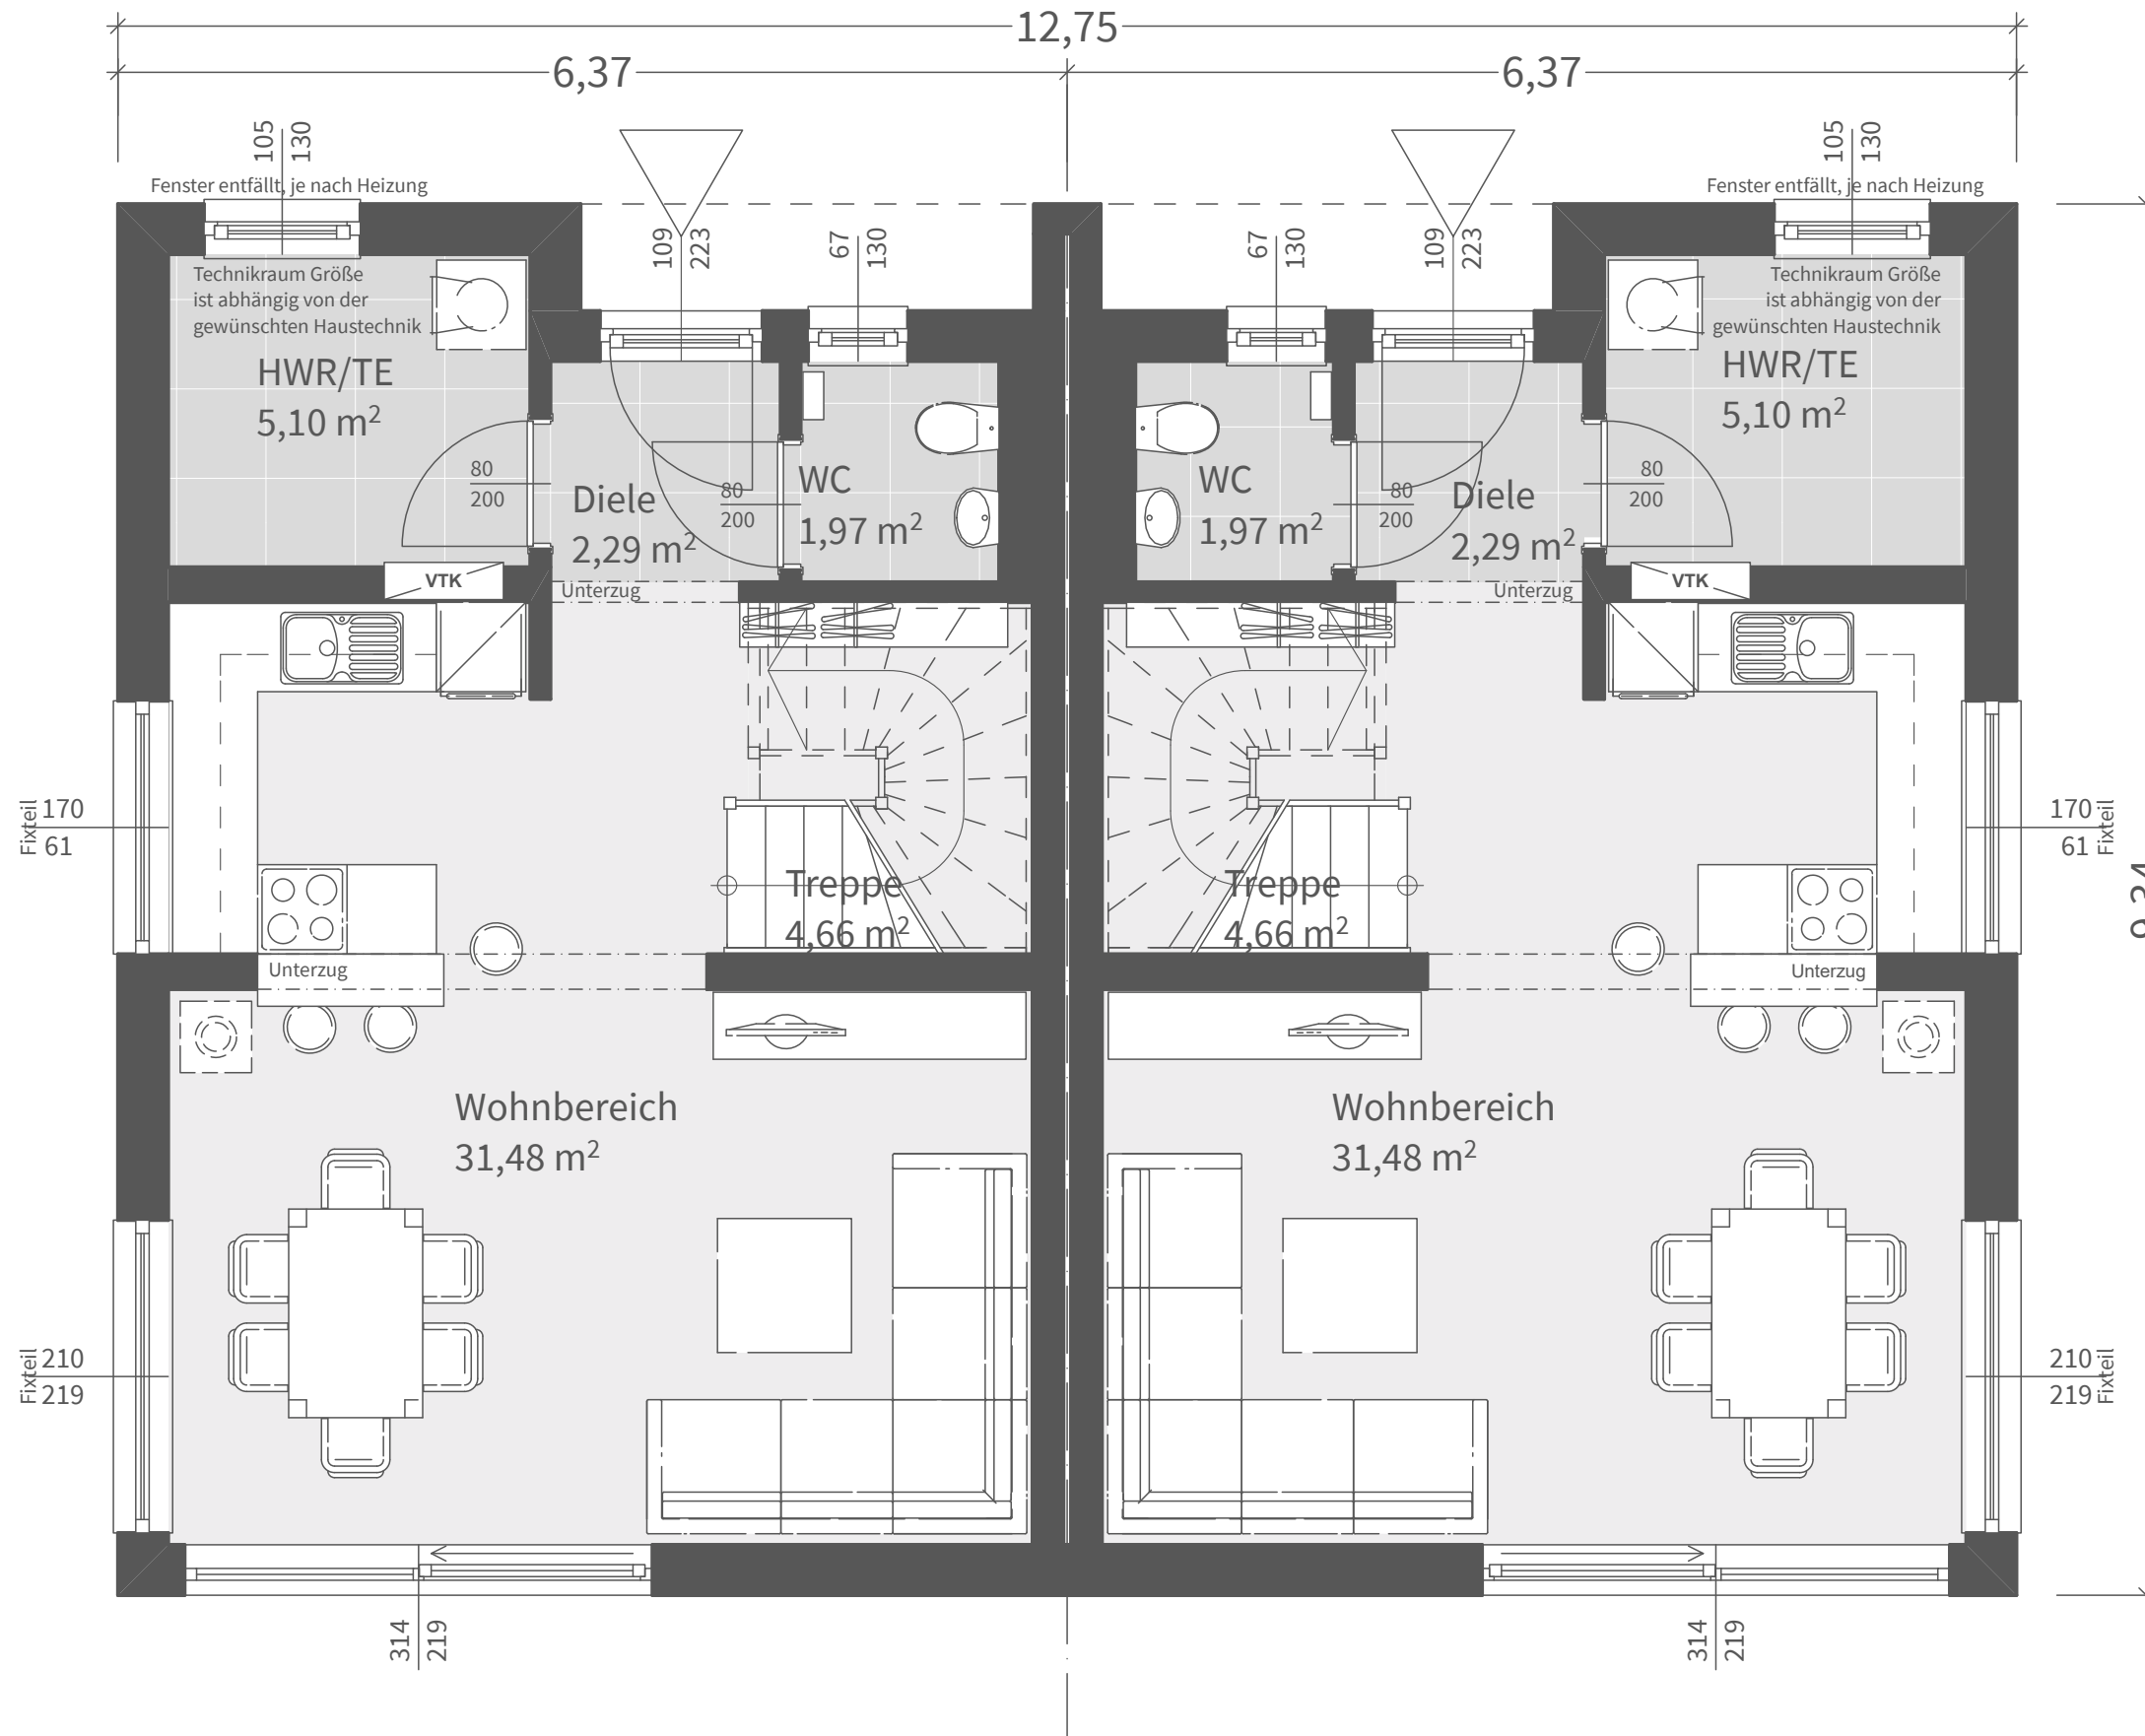 12,75
6,37
6,37
105
130
105
130
Fenster entfällt, je nach Heizung
Fenster entfällt, je nach Heizung
109
223
67
130
67
130
109
223
Technikraum Größe
ist abhängig von der
gewünschten Haustechnik
Technikraum Größe
ist abhängig von der
gewünschten Haustechnik
HWR/TE
5,10 m²
HWR/TE
5,10 m²
80
200
Diele
2,29 m²
80
200
WC
1,97 m²
WC
1,97 m²
80
200
Diele
2,29 m²
80
200
VTK
Unterzug
Unterzug
VTK
Fixteil
170
61
170
61
Fixteil
Treppe
4,66 m²
Treppe
4,66 m²
Unterzug
Unterzug
Wohnbereich
31,48 m²
Wohnbereich
31,48 m²
Fixteil
210
219
210
219
Fixteil
314
219
314
219